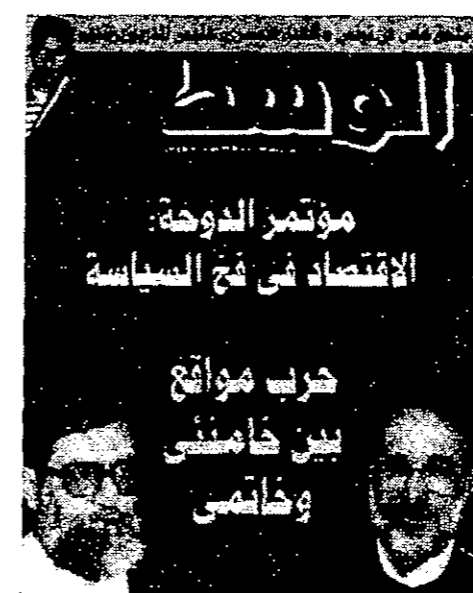 الوسط
مؤتمر الدوحة:
الاقتصاد في فخ السياسة
حرب مواقع
بين خامنئي
وخاتمي